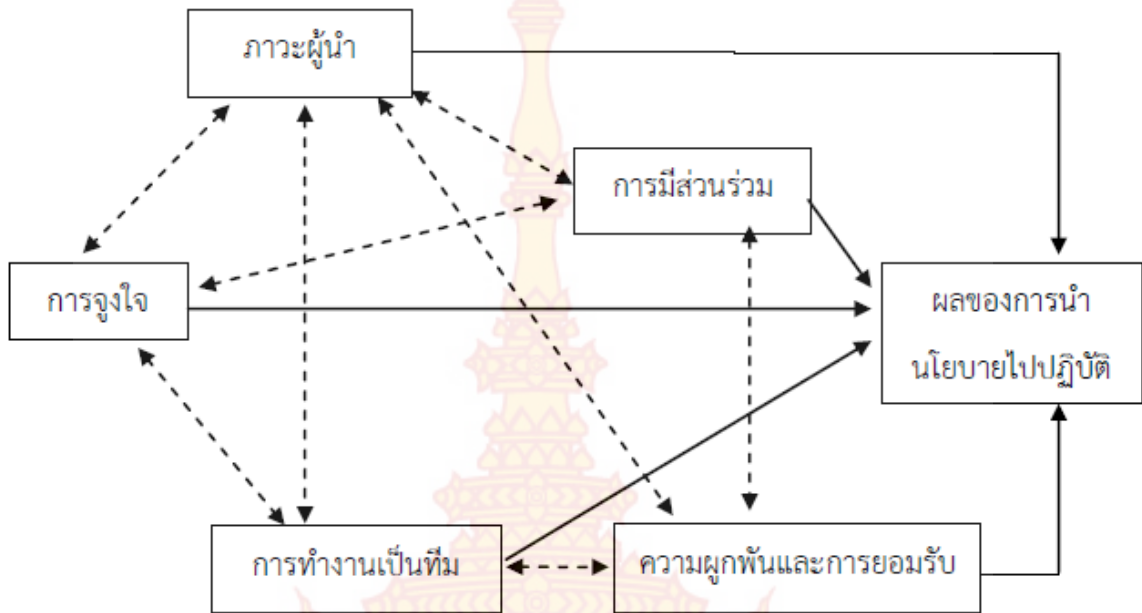 ภาวะผู้นำ
การมีส่วนร่วม
การจูงใจ
ผลของการนำ
นโยบายไปปฏิบัติ
การทำงานเป็นทีม
ความผูกพันและการยอมรับ